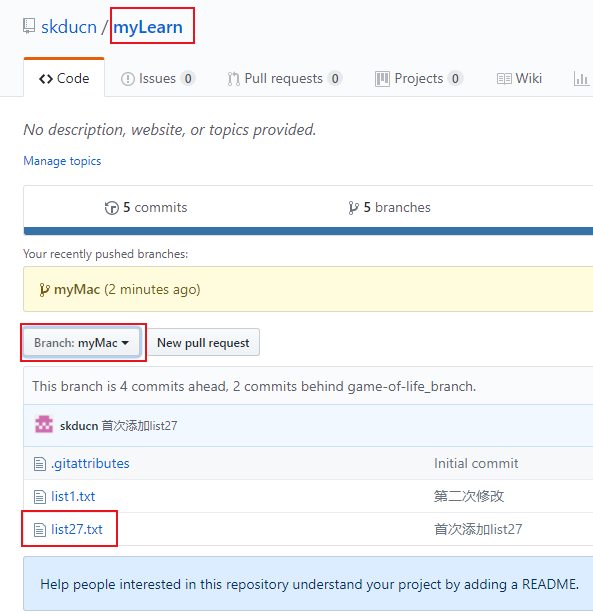 skducn / myLearn
Code Issues 0 Pull requests 0 Projects 0 Wiki
No description, website, or topics provided.
Manage topics
5 commits 5 branches
Your recently pushed branches:
myMac (2 minutes ago)
Branch: myMac New pull request
This branch is 4 commits ahead, 2 commits behind game-of-life_branch.
skducn 首次添加list27
.gitattributes Initial commit
list1.txt 第二次修改
list27.txt 首次添加list27
Help people interested in this repository understand your project by adding a README.